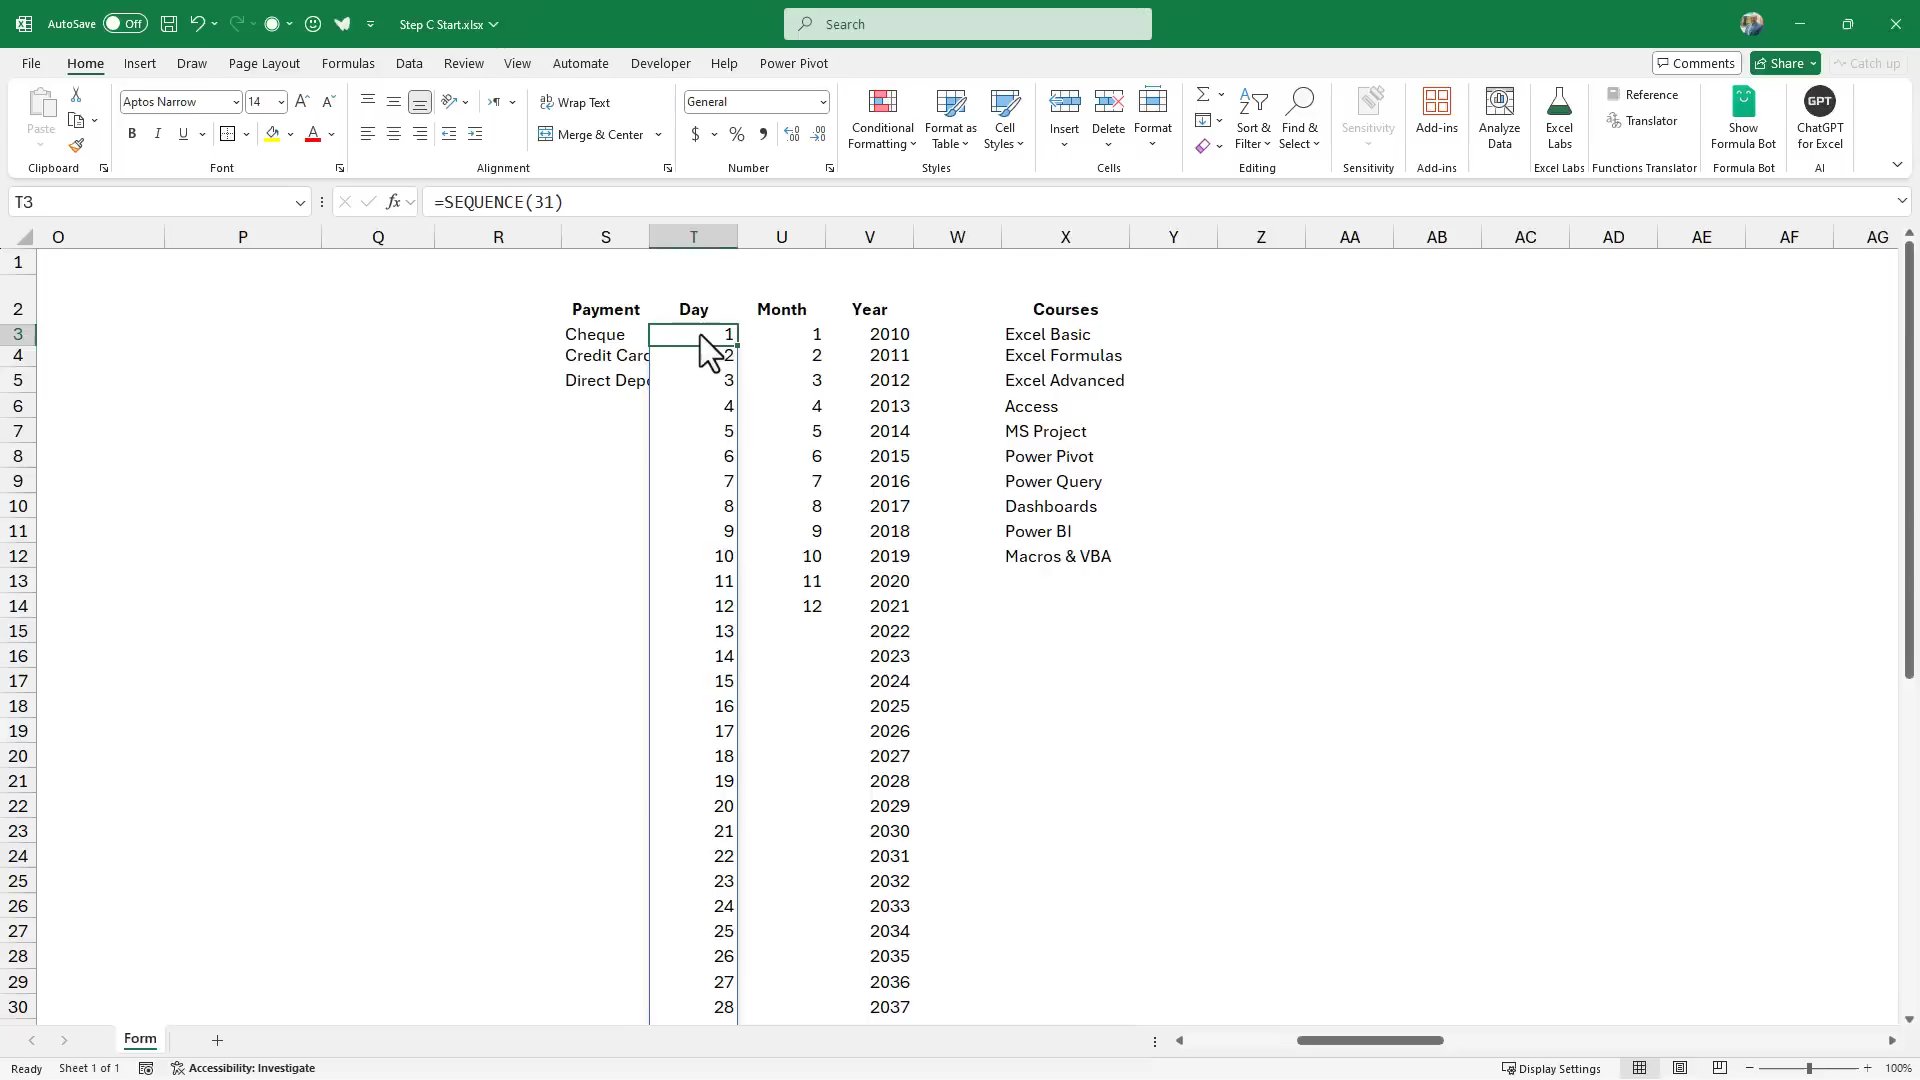 AutoSave Off Step C Start.xlsx Search
File Home Insert Draw Page Layout Formulas Data Review View Automate Developer Help Power Pivot Comments Share Catch up
Paste
Clipboard
Aptos Narrow 14
B I U
Font
Wrap Text
Merge & Center
Alignment
General
$ % ,
Number
Conditional Formatting
Format as Table
Cell Styles
Styles
Insert
Delete
Format
Cells
Sort & Filter
Find & Select
Editing
Sensitivity
Sensitivity
Add-ins
Add-ins
Analyze Data
Excel Labs
Excel Labs
Reference
Translator
Functions Translator
Show Formula Bot
Formula Bot
GPT
ChatGPT for Excel
AI
T3 fx =SEQUENCE(31)
O P Q R S T U V W X Y Z AA AB AC AD AE AF AG
1
2 Payment Day Month Year Courses
3 Cheque 1 1 2010 Excel Basic
4 Credit Card 2 2 2011 Excel Formulas
5 Direct Depo 3 3 2012 Excel Advanced
6 4 4 2013 Access
7 5 5 2014 MS Project
8 6 6 2015 Power Pivot
9 7 7 2016 Power Query
10 8 8 2017 Dashboards
11 9 9 2018 Power BI
12 10 10 2019 Macros & VBA
13 11 11 2020
14 12 12 2021
15 13 2022
16 14 2023
17 15 2024
18 16 2025
19 17 2026
20 18 2027
21 19 2028
22 20 2029
23 21 2030
24 22 2031
25 23 2032
26 24 2033
27 25 2034
28 26 2035
29 27 2036
30 28 2037
Form
Ready Sheet 1 of 1 Accessibility: Investigate Display Settings 100%